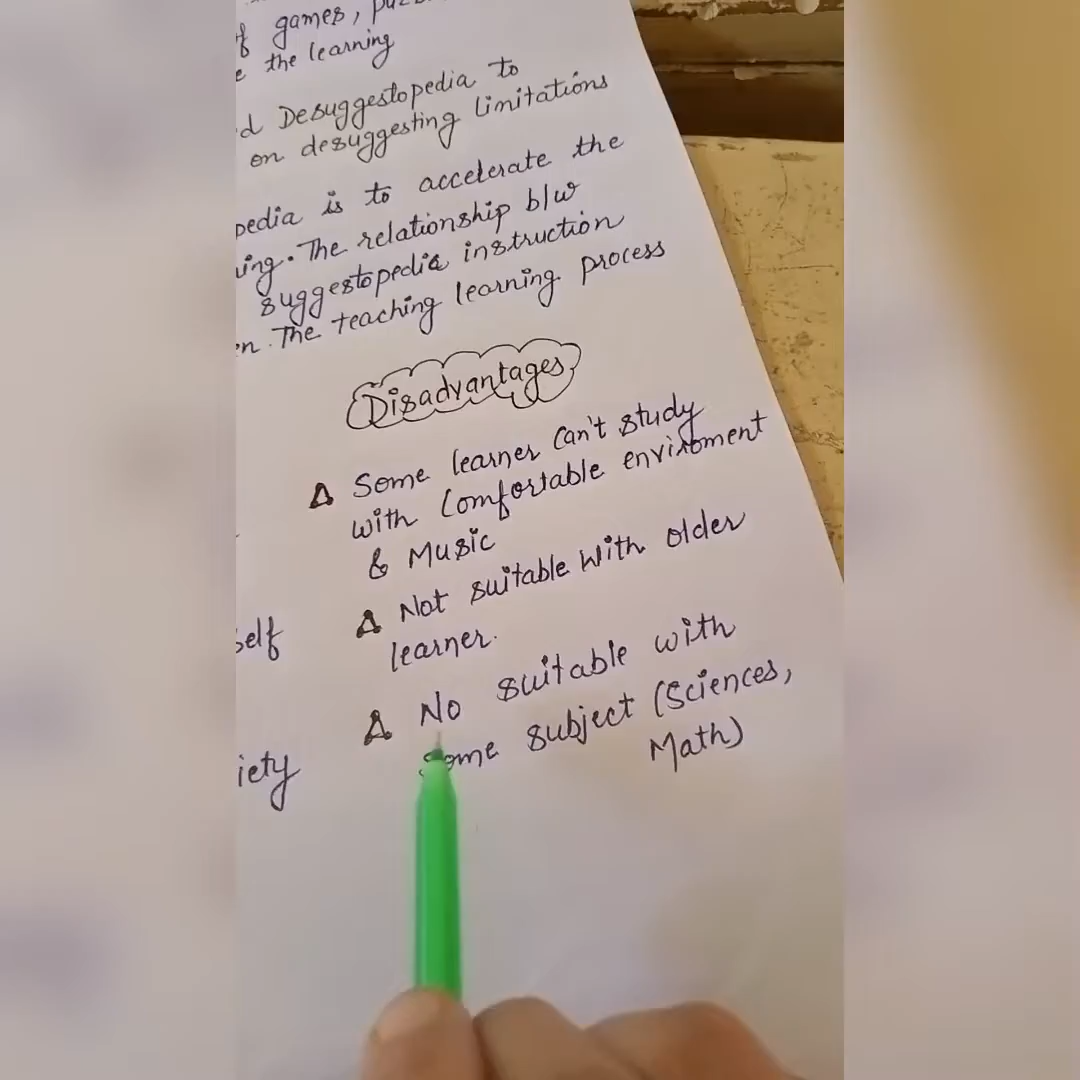 games,
e the learning
d Desuggestopedia to
on desuggesting limitations
pedia is to accelerate the
ing. The relationship b/w
suggestopedia instruction
en. The teaching learning process
Disadvantages
Δ Some learner can't study
with comfortable enviroment
& Music
Δ Not suitable with older
learner.
self
Δ No suitable with
some subject (Sciences,
Math)
iety